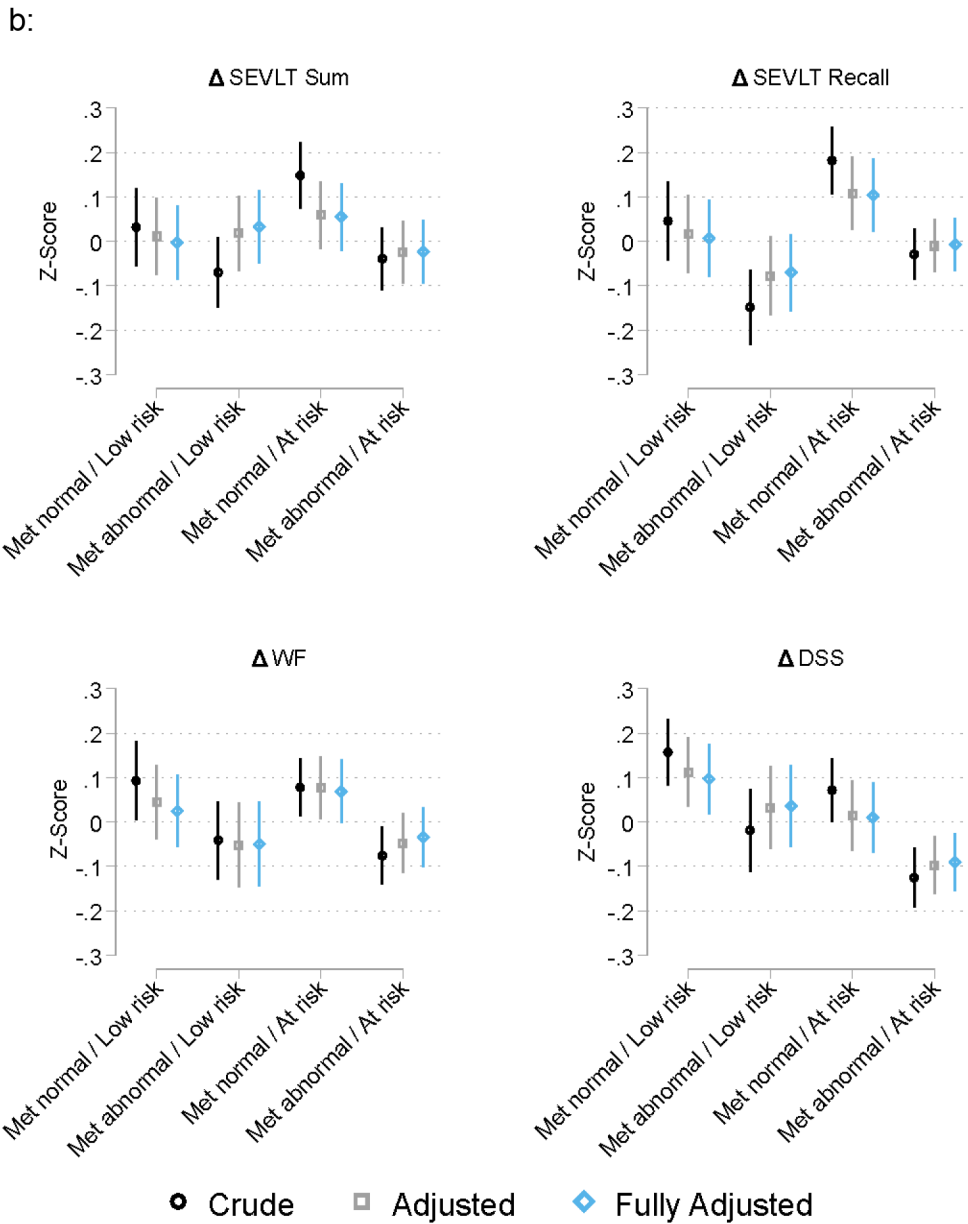 b:
Δ SEVLT Sum
Z-Score
.3
.2
.1
0
-.1
-.2
-.3
Met normal / Low risk
Met abnormal / Low risk
Met normal / At risk
Met abnormal / At risk
Δ SEVLT Recall
Z-Score
.3
.2
.1
0
-.1
-.2
-.3
Met normal / Low risk
Met abnormal / Low risk
Met normal / At risk
Met abnormal / At risk
Δ WF
Z-Score
.3
.2
.1
0
-.1
-.2
-.3
Met normal / Low risk
Met abnormal / Low risk
Met normal / At risk
Met abnormal / At risk
Δ DSS
Z-Score
.3
.2
.1
0
-.1
-.2
-.3
Met normal / Low risk
Met abnormal / Low risk
Met normal / At risk
Met abnormal / At risk
Crude Adjusted Fully Adjusted